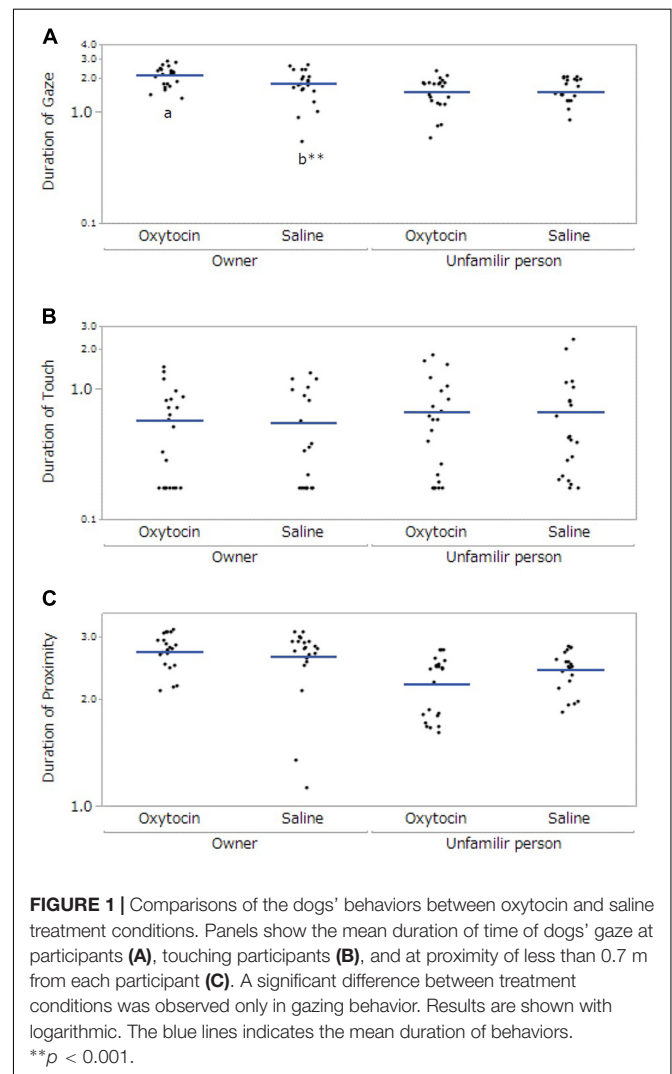 A
Duration of Gaze
4.0
3.0
2.0
1.0
0.1
a
b**
Oxytocin Saline Oxytocin Saline
Owner Unfamilir person
B
Duration of Touch
3.0
2.0
1.0
0.1
Oxytocin Saline Oxytocin Saline
Owner Unfamilir person
C
Duration of Proximity
3.0
2.0
1.0
Oxytocin Saline Oxytocin Saline
Owner Unfamilir person
FIGURE 1 | Comparisons of the dogs' behaviors between oxytocin and saline
treatment conditions. Panels show the mean duration of time of dogs' gaze at
participants (A), touching participants (B), and at proximity of less than 0.7 m
from each participant (C). A significant difference between treatment
conditions was observed only in gazing behavior. Results are shown with
logarithmic. The blue lines indicates the mean duration of behaviors.
**p < 0.001.